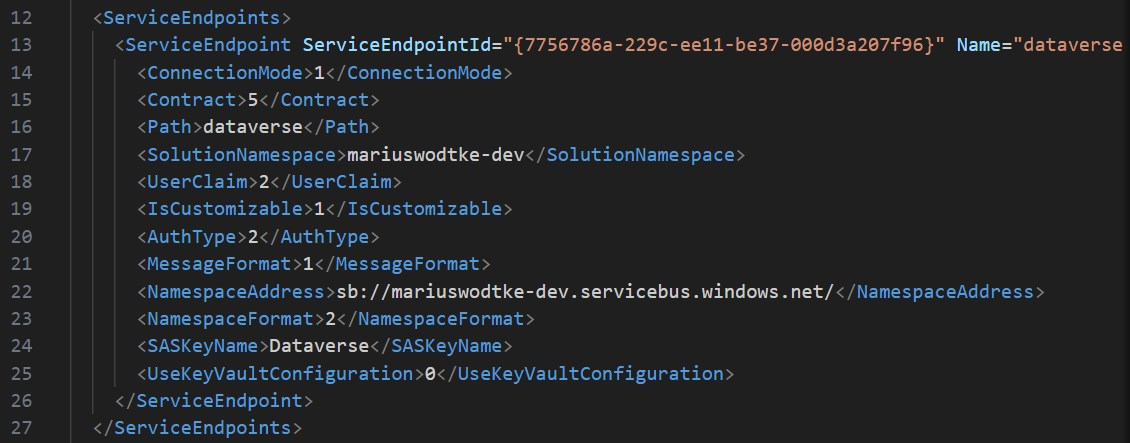 12 <ServiceEndpoints>
13 <ServiceEndpoint ServiceEndpointId="{7756786a-229c-ee11-be37-000d3a207f96}" Name="dataverse
14 <ConnectionMode>1</ConnectionMode>
15 <Contract>5</Contract>
16 <Path>dataverse</Path>
17 <SolutionNamespace>mariuswodtke-dev</SolutionNamespace>
18 <UserClaim>2</UserClaim>
19 <IsCustomizable>1</IsCustomizable>
20 <AuthType>2</AuthType>
21 <MessageFormat>1</MessageFormat>
22 <NamespaceAddress>sb://mariuswodtke-dev.servicebus.windows.net/</NamespaceAddress>
23 <NamespaceFormat>2</NamespaceFormat>
24 <SASKeyName>Dataverse</SASKeyName>
25 <UseKeyVaultConfiguration>0</UseKeyVaultConfiguration>
26 </ServiceEndpoint>
27 </ServiceEndpoints>